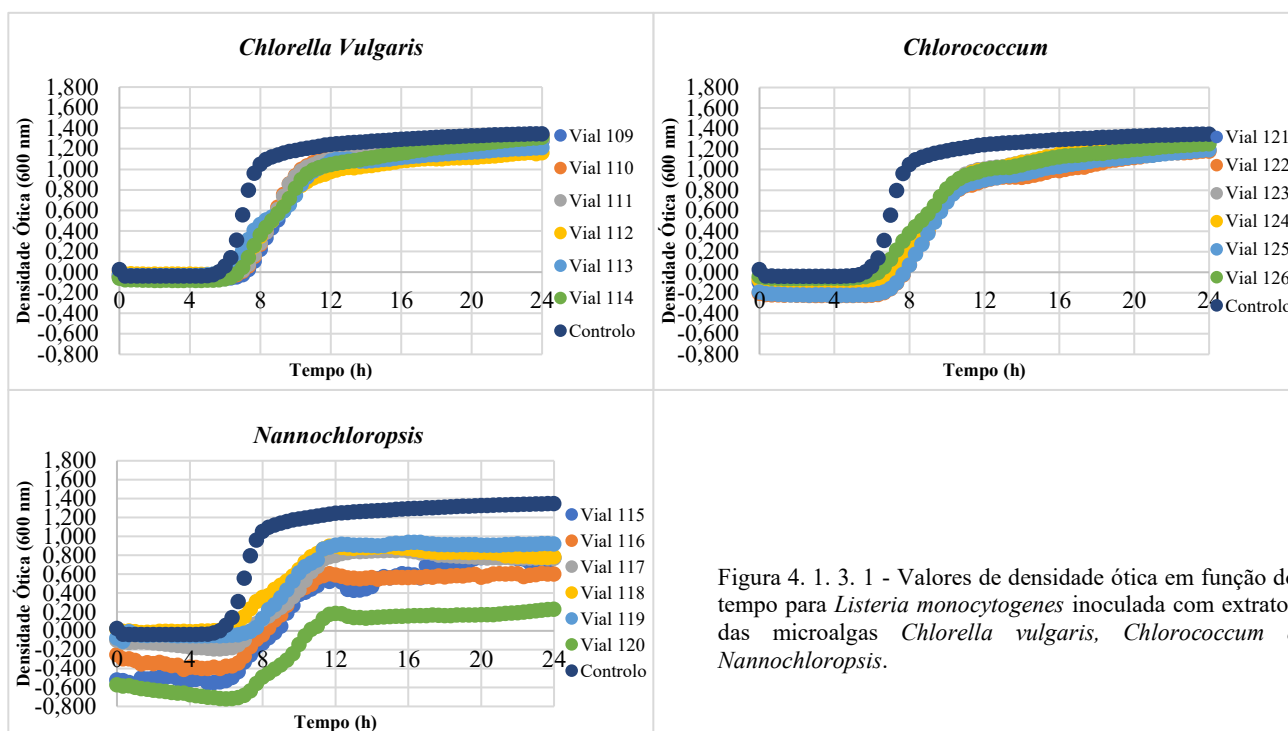 Chlorella Vulgaris
Densidade Ótica (600 nm)
1,800
1,600
1,400
1,200
1,000
0,800
0,600
0,400
0,200
0,000
-0,200
-0,400
-0,600
-0,800
0 4 8 12 16 20 24
Tempo (h)
Vial 109
Vial 110
Vial 111
Vial 112
Vial 113
Vial 114
Controlo
Chlorococcum
Densidade Ótica (600 nm)
1,800
1,600
1,400
1,200
1,000
0,800
0,600
0,400
0,200
0,000
-0,200
-0,400
-0,600
-0,800
0 4 8 12 16 20 24
Tempo (h)
Vial 121
Vial 122
Vial 123
Vial 124
Vial 125
Vial 126
Controlo
Nannochloropsis
Densidade Ótica (600 nm)
1,800
1,600
1,400
1,200
1,000
0,800
0,600
0,400
0,200
0,000
-0,200
-0,400
-0,600
-0,800
0 4 8 12 16 20 24
Tempo (h)
Vial 115
Vial 116
Vial 117
Vial 118
Vial 119
Vial 120
Controlo
Figura 4. 1. 3. 1 - Valores de densidade ótica em função do
tempo para Listeria monocytogenes inoculada com extrato
das microalgas Chlorella vulgaris, Chlorococcum
Nannochloropsis.